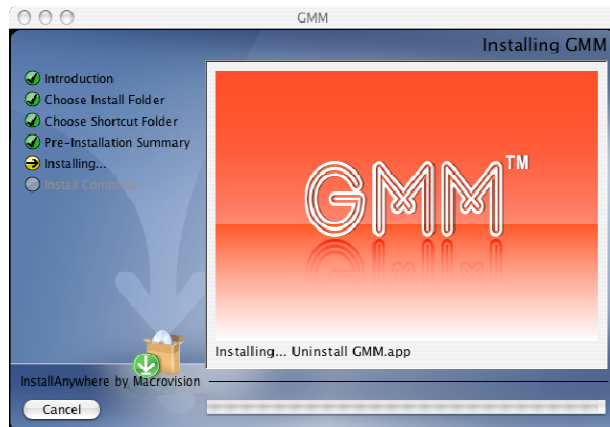 GMM
Installing GMM
Introduction
Choose Install Folder
Choose Shortcut Folder
Pre-Installation Summary
Installing...
Install Complete
GMM™
Installing... Uninstall GMM.app
InstallAnywhere by Macrovision
Cancel